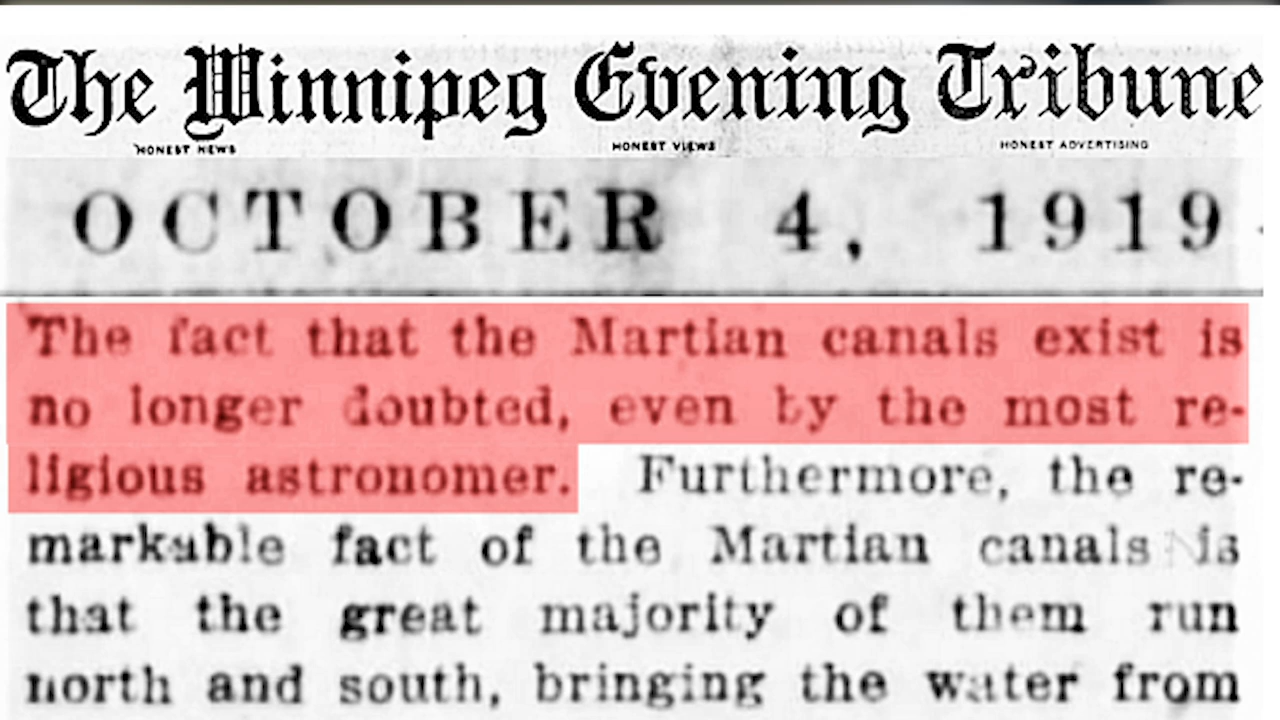 The Winnipeg Evening Tribune
HONEST NEWS HONEST VIEWS HONEST ADVERTISING
OCTOBER 4, 1919
The fact that the Martian canals exist is
no longer doubted, even by the most re-
ligious astronomer. Furthermore, the re-
markable fact of the Martian canals is
that the great majority of them run
north and south, bringing the water from